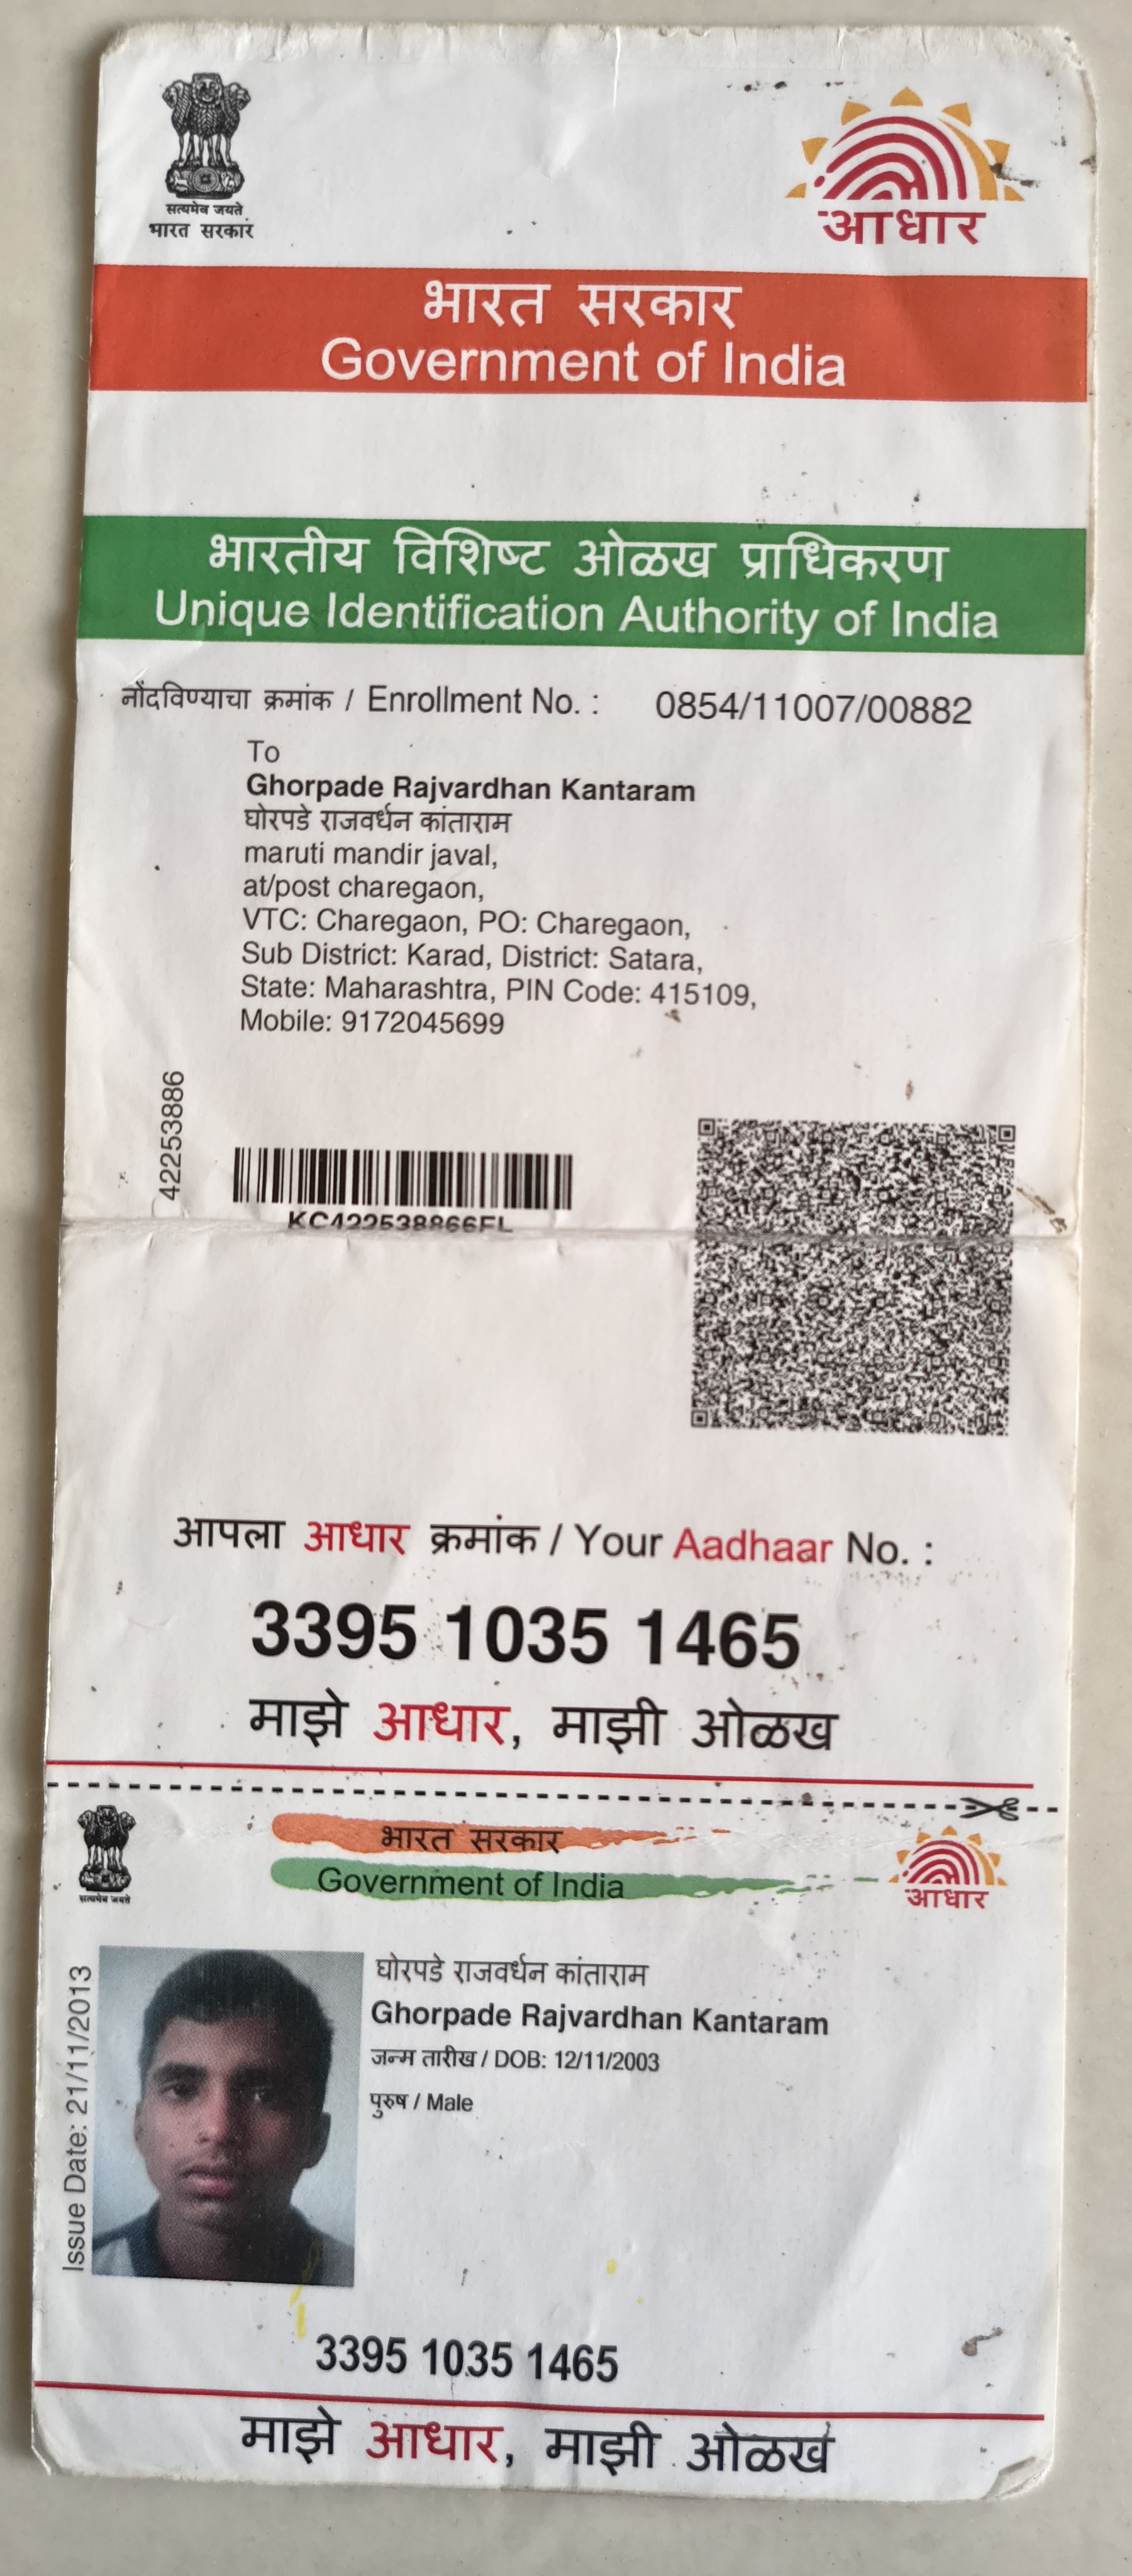 सत्यमेव जयते
भारत सरकार
आधार
भारत सरकार
Government of India
भारतीय विशिष्ट ओळख प्राधिकरण
Unique Identification Authority of India
नोंदविण्याचा क्रमांक / Enrollment No. : 0854/11007/00882
To
Ghorpade Rajvardhan Kantaram
घोरपडे राजवर्धन कांताराम
maruti mandir javal,
at/post charegaon,
VTC: Charegaon, PO: Charegaon,
Sub District: Karad, District: Satara,
State: Maharashtra, PIN Code: 415109,
Mobile: 9172045699
42253886
KC422538866FL
आपला आधार क्रमांक / Your Aadhaar No. :
3395 1035 1465
माझे आधार, माझी ओळख
सत्यमेव जयते
भारत सरकार
Government of India
आधार
Issue Date: 21/11/2013
घोरपडे राजवर्धन कांताराम
Ghorpade Rajvardhan Kantaram
जन्म तारीख / DOB: 12/11/2003
पुरुष / Male
3395 1035 1465
माझे आधार, माझी ओळख